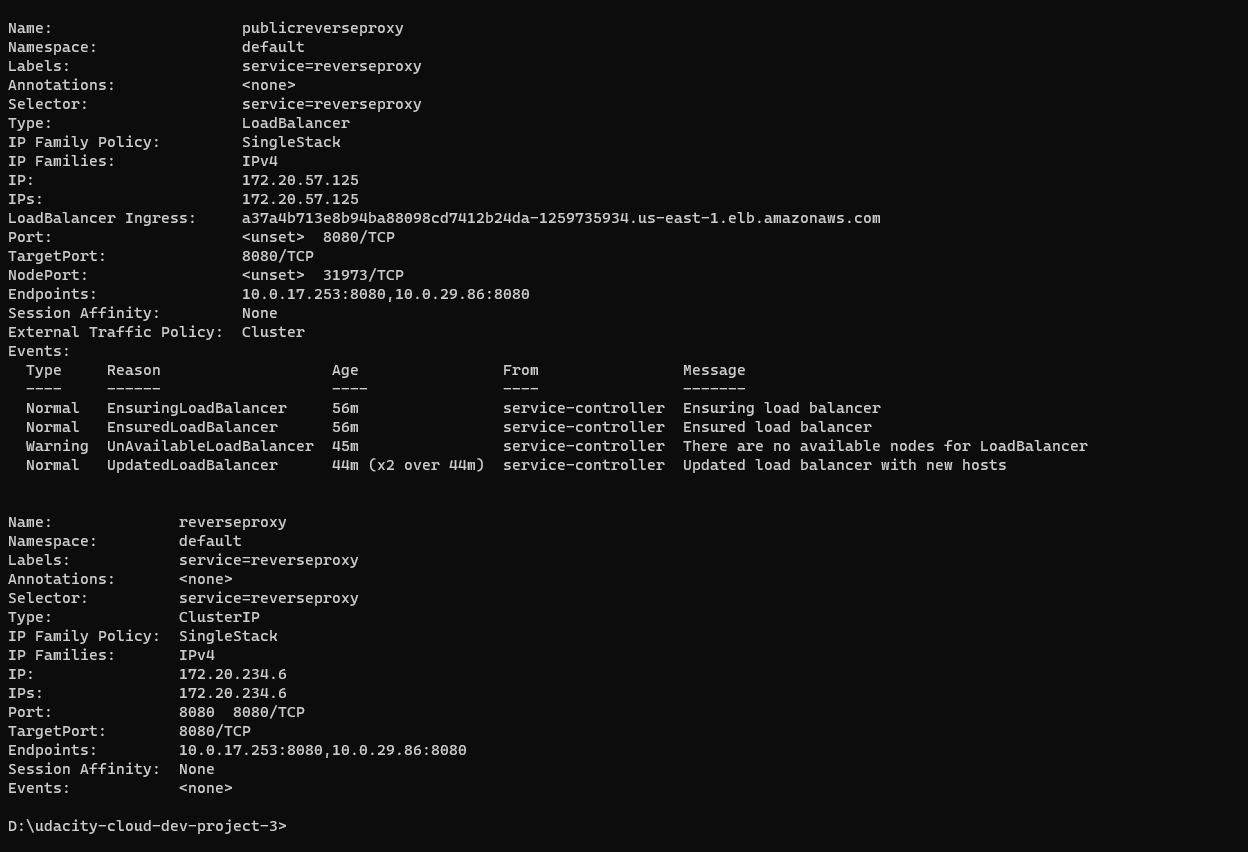 Name:                     publicreverseproxy
Namespace:                default
Labels:                   service=reverseproxy
Annotations:              <none>
Selector:                 service=reverseproxy
Type:                     LoadBalancer
IP Family Policy:         SingleStack
IP Families:              IPv4
IP:                       172.20.57.125
IPs:                      172.20.57.125
LoadBalancer Ingress:     a37a4b713e8b94ba88098cd7412b24da-1259735934.us-east-1.elb.amazonaws.com
Port:                     <unset>  8080/TCP
TargetPort:               8080/TCP
NodePort:                 <unset>  31973/TCP
Endpoints:                10.0.17.253:8080,10.0.29.86:8080
Session Affinity:         None
External Traffic Policy:  Cluster
Events:
  Type     Reason                   Age                From                Message
  ----     ------                   ----               ----                -------
  Normal   EnsuringLoadBalancer     56m                service-controller  Ensuring load balancer
  Normal   EnsuredLoadBalancer      56m                service-controller  Ensured load balancer
  Warning  UnAvailableLoadBalancer  45m                service-controller  There are no available nodes for LoadBalancer
  Normal   UpdatedLoadBalancer      44m (x2 over 44m)  service-controller  Updated load balancer with new hosts
Name:              reverseproxy
Namespace:         default
Labels:            service=reverseproxy
Annotations:       <none>
Selector:          service=reverseproxy
Type:              ClusterIP
IP Family Policy:  SingleStack
IP Families:       IPv4
IP:                172.20.234.6
IPs:               172.20.234.6
Port:              8080  8080/TCP
TargetPort:        8080/TCP
Endpoints:         10.0.17.253:8080,10.0.29.86:8080
Session Affinity:  None
Events:            <none>
D:\udacity-cloud-dev-project-3>